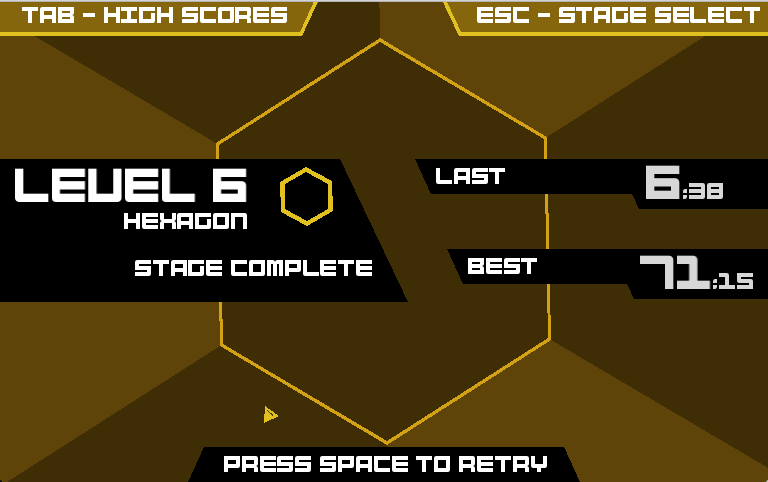 TAB - HIGH SCORES
ESC - STAGE SELECT
LEVEL 6
HEXAGON
STAGE COMPLETE
LAST
6:38
BEST
71:15
PRESS SPACE TO RETRY